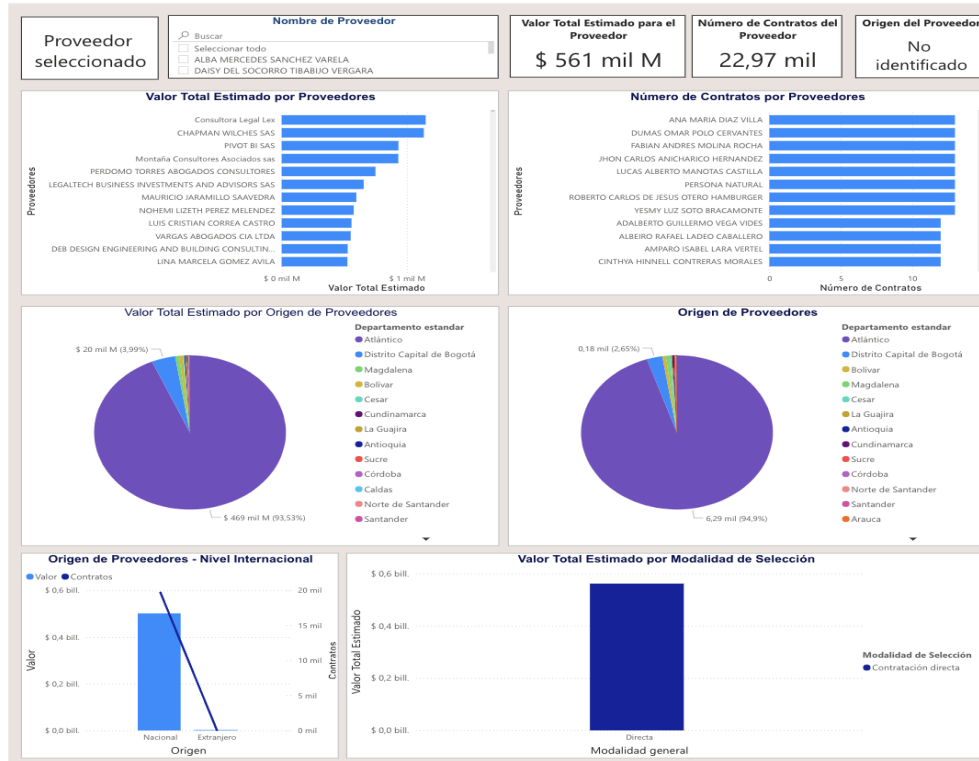 Proveedor
seleccionado
Nombre de Proveedor
Buscar
Seleccionar todo
ALBA MERCEDES SANCHEZ VARELA
DAISY DEL SOCORRO TIBABIJO VERGARA
Valor Total Estimado para el
Proveedor
$ 561 mil M
Número de Contratos del
Proveedor
22,97 mil
Origen del Proveedor
No
identificado
Valor Total Estimado por Proveedores
Proveedores
Consultora Legal Lex
CHAPMAN WILCHES SAS
PIVOT BI SAS
Montaña Consultores Asociados sas
PERDOMO TORRES ABOGADOS CONSULTORES
LEGALTECH BUSINESS INVESTMENTS AND ADVISORS SAS
MAURICIO JARAMILLO SAAVEDRA
NOHEMI LIZETH PEREZ MELENDEZ
LUIS CRISTIAN CORREA CASTRO
VARGAS ABOGADOS CIA LTDA
DEB DESIGN ENGINEERING AND BUILDING CONSULTIN...
LINA MARCELA GOMEZ AVILA
$ 0 mil M $ 1 mil M
Valor Total Estimado
Número de Contratos por Proveedores
Proveedores
ANA MARIA DIAZ VILLA
DUMAS OMAR POLO CERVANTES
FABIAN ANDRES MOLINA ROCHA
JHON CARLOS ANICHARICO HERNANDEZ
LUCAS ALBERTO MANOTAS CASTILLA
PERSONA NATURAL
ROBERTO CARLOS DE JESUS OTERO HAMBURGER
YESMY LUZ SOTO BRACAMONTE
ADALBERTO GUILLERMO VEGA VIDES
ALBEIRO RAFAEL LADEO CABALLERO
AMPARO ISABEL LARA VERTEL
CINTHYA HINNELL CONTRERAS MORALES
0 5 10
Número de Contratos
Valor Total Estimado por Origen de Proveedores
$ 20 mil M (3,99%)
$ 469 mil M (93,53%)
Departamento estandar
Atlántico
Distrito Capital de Bogotá
Magdalena
Bolívar
Cesar
Cundinamarca
La Guajira
Antioquia
Sucre
Córdoba
Caldas
Norte de Santander
Santander
Origen de Proveedores
0,18 mil (2,65%)
6,29 mil (94,9%)
Departamento estandar
Atlántico
Distrito Capital de Bogotá
Bolívar
Magdalena
Cesar
La Guajira
Antioquia
Cundinamarca
Sucre
Córdoba
Norte de Santander
Santander
Arauca
Origen de Proveedores - Nivel Internacional
Valor Contratos
Valor
$ 0,6 bill.
$ 0,4 bill.
$ 0,2 bill.
$ 0,0 bill.
20 mil
15 mil
10 mil
5 mil
0 mil
Contratos
Nacional Extranjero
Origen
Valor Total Estimado por Modalidad de Selección
Valor Total Estimado
$ 0,6 bill.
$ 0,4 bill.
$ 0,2 bill.
$ 0,0 bill.
Directa
Modalidad general
Modalidad de Selección
Contratación directa